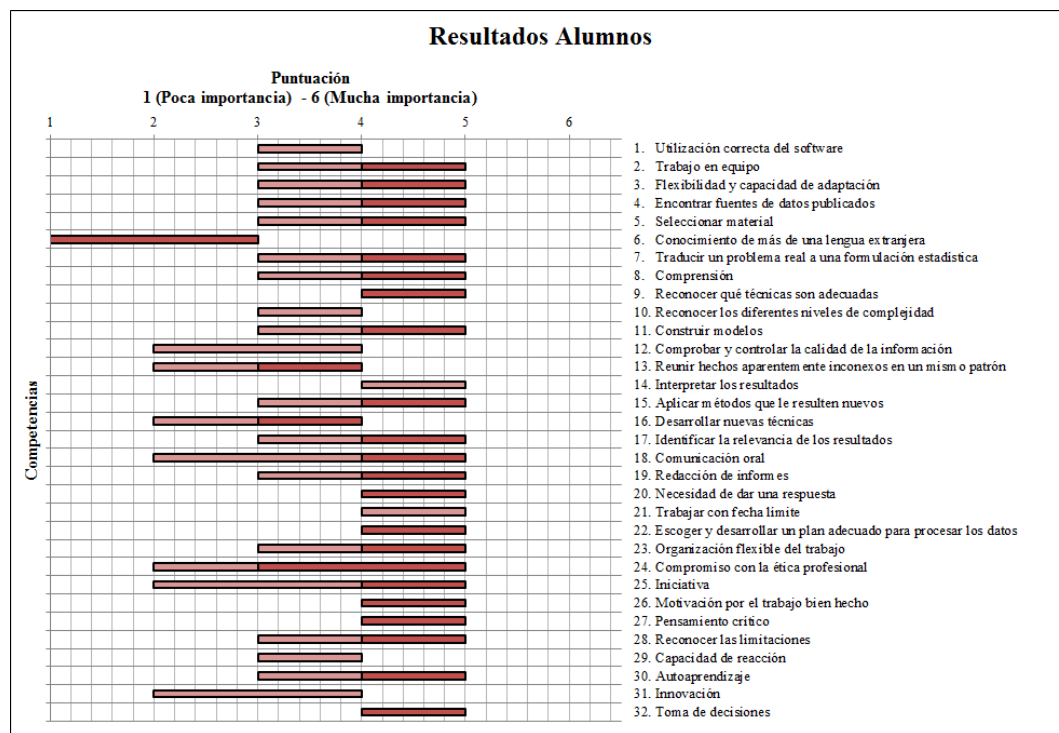 Resultados Alumnos
Puntuación
1 (Poca importancia) - 6 (Mucha importancia)
1 2 3 4 5 6
Competencias
1. Utilización correcta del software
2. Trabajo en equipo
3. Flexibilidad y capacidad de adaptación
4. Encontrar fuentes de datos publicados
5. Seleccionar material
6. Conocimiento de más de una lengua extranjera
7. Traducir un problema real a una formulación estadística
8. Comprensión
9. Reconocer qué técnicas son adecuadas
10. Reconocer los diferentes niveles de complejidad
11. Construir modelos
12. Comprobar y controlar la calidad de la información
13. Reunir hechos aparentemente inconexos en un mismo patrón
14. Interpretar los resultados
15. Aplicar métodos que le resulten nuevos
16. Desarrollar nuevas técnicas
17. Identificar la relevancia de los resultados
18. Comunicación oral
19. Redacción de informes
20. Necesidad de dar una respuesta
21. Trabajar con fecha límite
22. Escoger y desarrollar un plan adecuado para procesar los datos
23. Organización flexible del trabajo
24. Compromiso con la ética profesional
25. Iniciativa
26. Motivación por el trabajo bien hecho
27. Pensamiento crítico
28. Reconocer las limitaciones
29. Capacidad de reacción
30. Autoaprendizaje
31. Innovación
32. Toma de decisiones